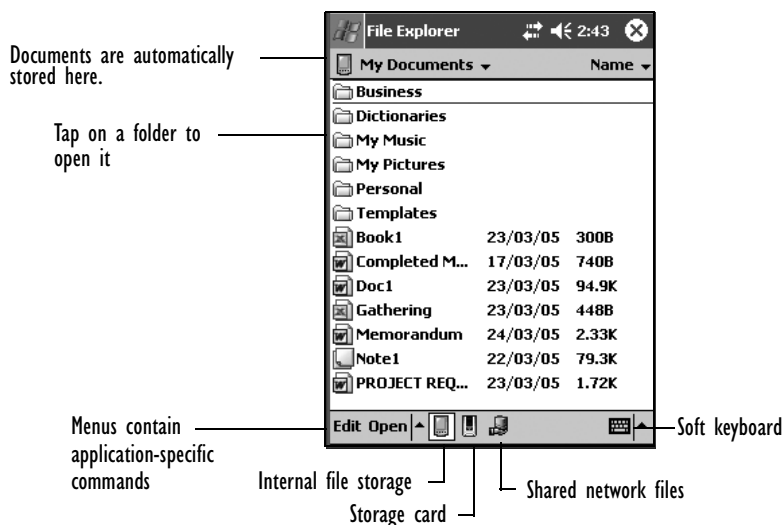 File Explorer 2:43
Documents are automatically
stored here.
My Documents Name
Business
Dictionaries
Tap on a folder to
open it
My Music
My Pictures
Personal
Templates
Book1 23/03/05 300B
Completed M... 17/03/05 740B
Doc1 23/03/05 94.9K
Gathering 23/03/05 448B
Memorandum 24/03/05 2.33K
Note1 22/03/05 79.3K
PROJECT REQ... 23/03/05 1.72K
Menus contain
application-specific
commands
Edit Open
Soft keyboard
Internal file storage
Shared network files
Storage card